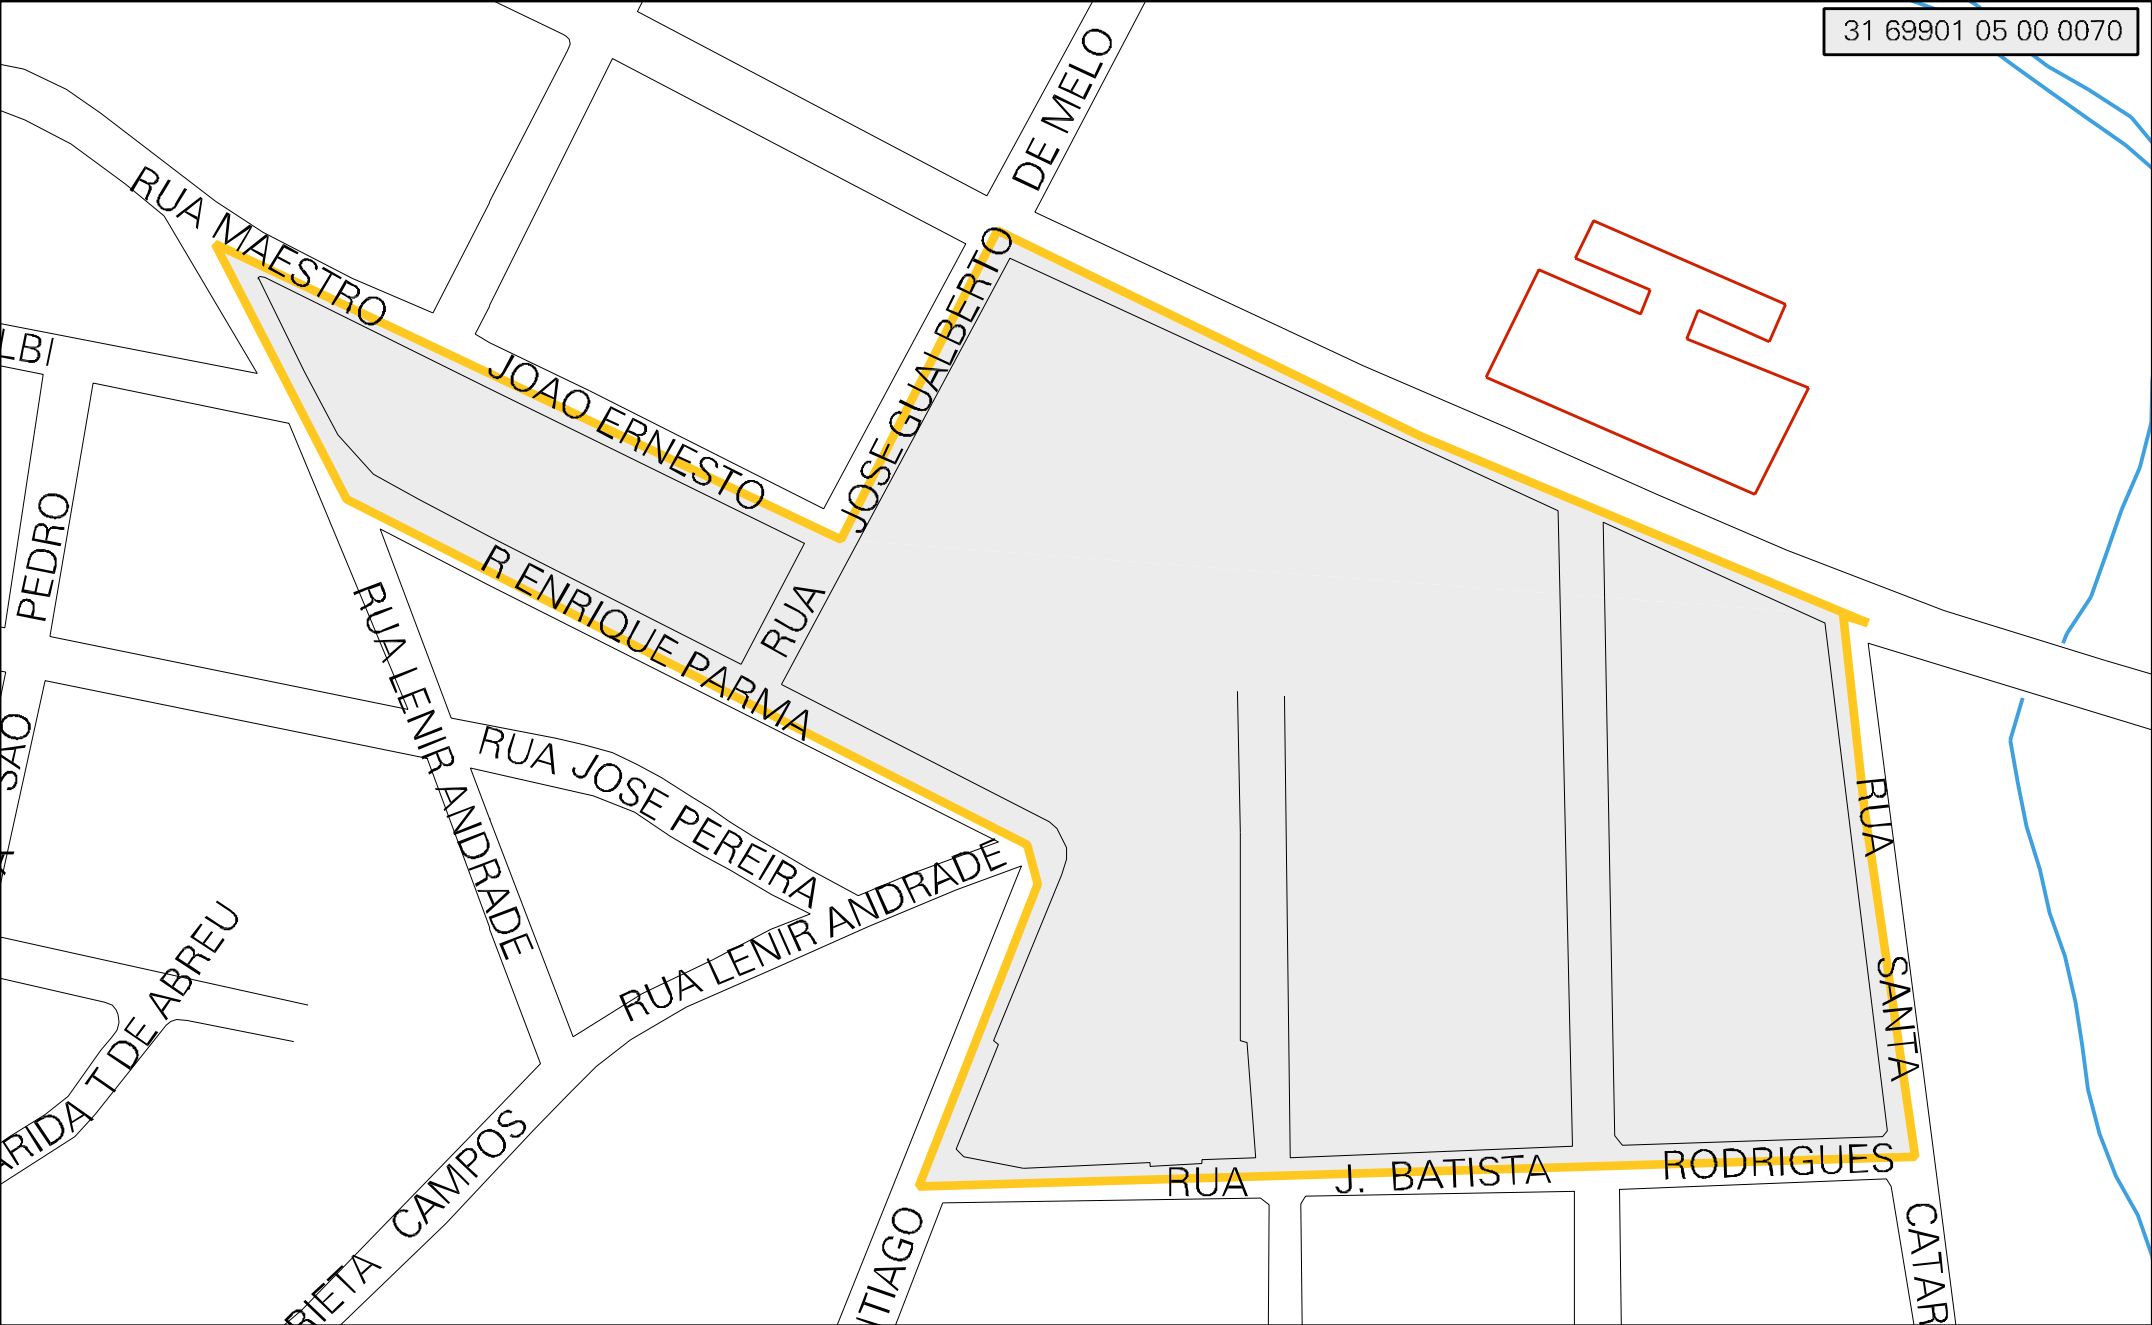 31 69901 05 00 0070
DE MELO
RUA MAESTRO
JOAO ERNESTO
JOSE GUALBERTO
RUA
LBI
PEDRO
SAO
R ENRIQUE PARMA
RUA LENIR ANDRADE
RUA JOSE PEREIRA
RUA LENIR ANDRADE
RUA
SANTA
CATAR
ARIDA T DE ABREU
RIETA CAMPOS
TIAGO
RUA J. BATISTA RODRIGUES